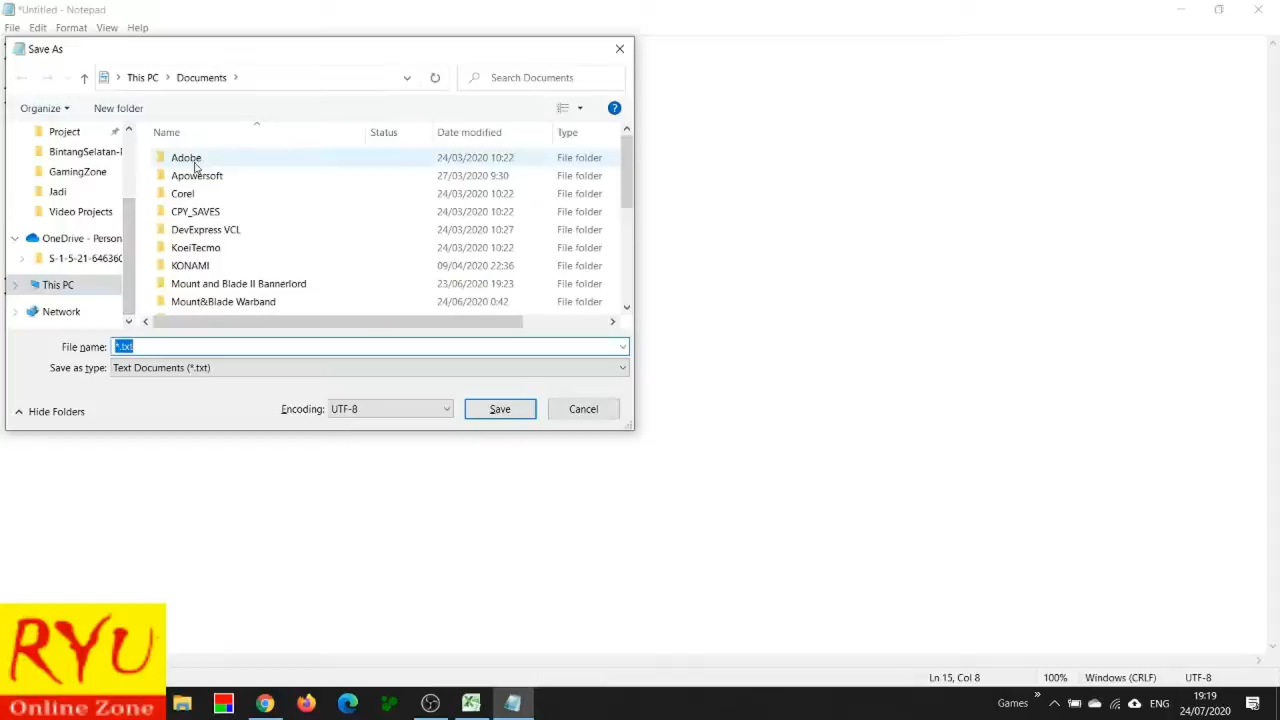 *Untitled - Notepad
File Edit Format View Help
Save As
This PC Documents
Search Documents
Organize New folder
Name Status Date modified Type
Project
BintangSelatan-
GamingZone
Jadi
Video Projects
OneDrive - Person
S-1-5-21-646360
This PC
Network
Adobe 24/03/2020 10:22 File folder
Apowersoft 27/03/2020 9:30 File folder
Corel 24/03/2020 10:22 File folder
CPY_SAVES 24/03/2020 10:22 File folder
DevExpress VCL 24/03/2020 10:27 File folder
KoeiTecmo 24/03/2020 10:22 File folder
KONAMI 09/04/2020 22:36 File folder
Mount and Blade II Bannerlord 23/06/2020 19:23 File folder
Mount&Blade Warband 24/06/2020 0:42 File folder
File name: *.txt
Save as type: Text Documents (*.txt)
Hide Folders Encoding: UTF-8 Save Cancel
Ln 15, Col 8 100% Windows (CRLF) UTF-8
RYU
Online Zone
Games ENG 19:19
24/07/2020